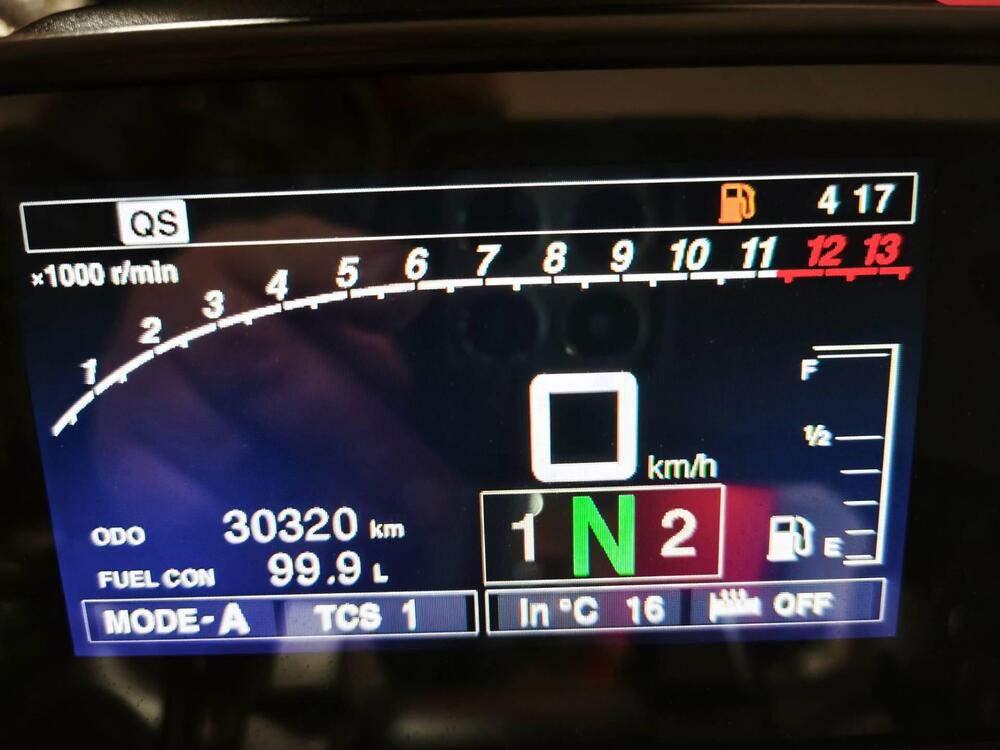 QS 4 17
×1000 r/min
1 2 3 4 5 6 7 8 9 10 11 12 13
F
1/2
E
0 km/h
1 N 2
ODO 30320 km
FUEL CON 99.9 L
MODE-A TCS 1 In °C 16 OFF